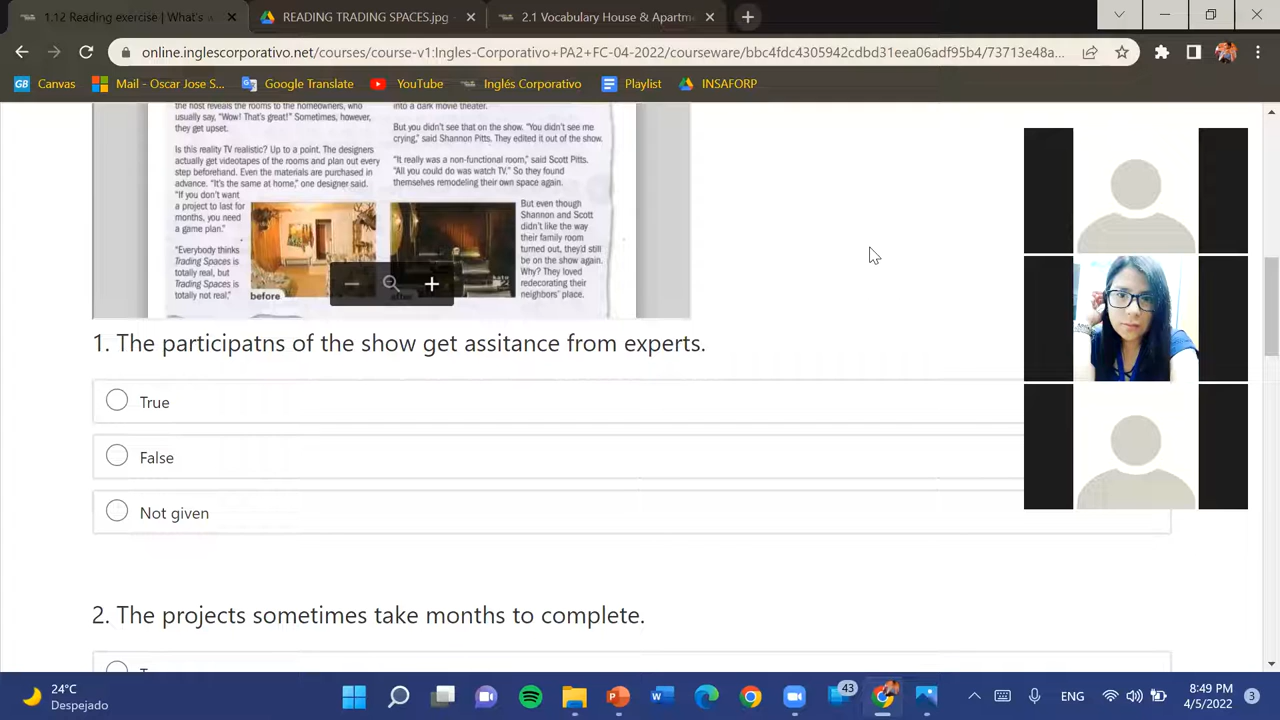 1.12 Reading exercise | What's
READING TRADING SPACES.jpg
2.1 Vocabulary House & Apartm
online.inglescorporativo.net/courses/course-v1:Ingles-Corporativo+PA2+FC-04-2022/courseware/bbc4fdc4305942cdbd31eea06adf95b4/73713e48a...
GB Canvas
Mail - Oscar Jose S...
Google Translate
YouTube
Inglés Corporativo
Playlist
INSAFORP
the host reveals the rooms to the homeowners, who
usually say, "Wow! That's great!" Sometimes, however,
they get upset.
Is this reality TV realistic? Up to a point. The designers
actually get videotapes of the rooms and plan out every
step beforehand. Even the materials are purchased in
advance. "It's the same at home," one designer said.
"If you don't want
a project to last for
months, you need
a game plan."
"Everybody thinks
Trading Spaces is
totally real, but
Trading Spaces is
totally not real,"
before
after
into a dark movie theater.
But you didn't see that on the show. "You didn't see me
crying," said Shannon Pitts. They edited it out of the show.
"It really was a non-functional room," said Scott Pitts.
"All you could do was watch TV." So they found
themselves remodeling their own space again.
But even though
Shannon and Scott
didn't like the way
their family room
turned out, they'd still
be on the show again.
Why? They loved
redecorating their
neighbors' place.
1. The participatns of the show get assitance from experts.
True
False
Not given
2. The projects sometimes take months to complete.
24°C
Despejado
43
ENG
8:49 PM
4/5/2022
3